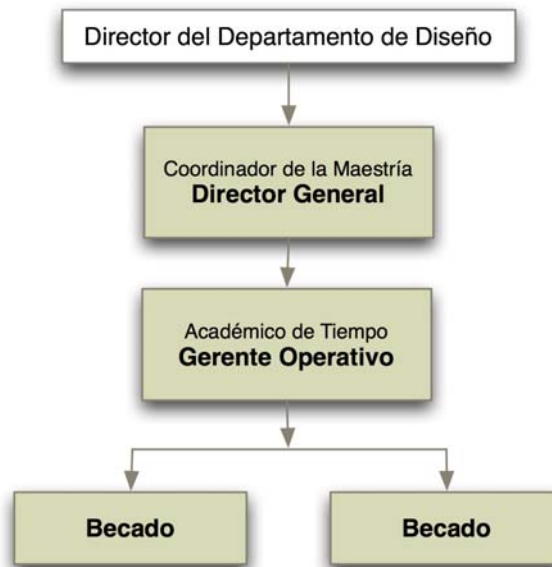 Director del Departamento de Diseño
Coordinador de la Maestría
Director General
Académico de Tiempo
Gerente Operativo
Becado
Becado